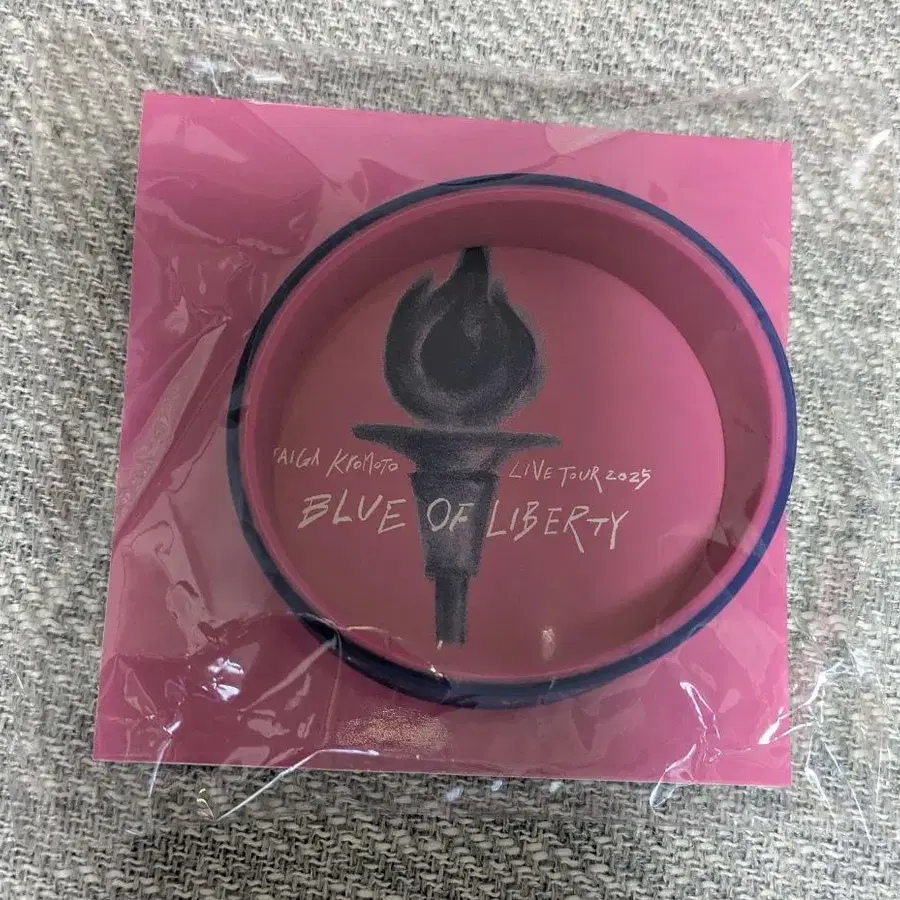 TAIGA KYOMOTO LIVE TOUR 2025
BLUE OF LIBERTY